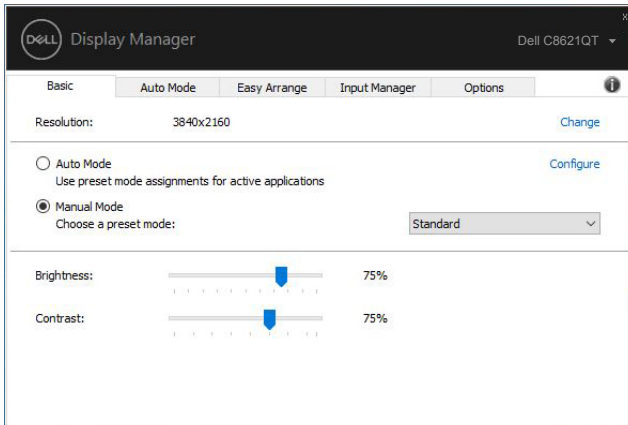 DELL Display Manager
Dell C8621QT
Basic Auto Mode Easy Arrange Input Manager Options
Resolution: 3840x2160 Change
Auto Mode Configure
Use preset mode assignments for active applications
Manual Mode
Choose a preset mode: Standard
Brightness: 75%
Contrast: 75%